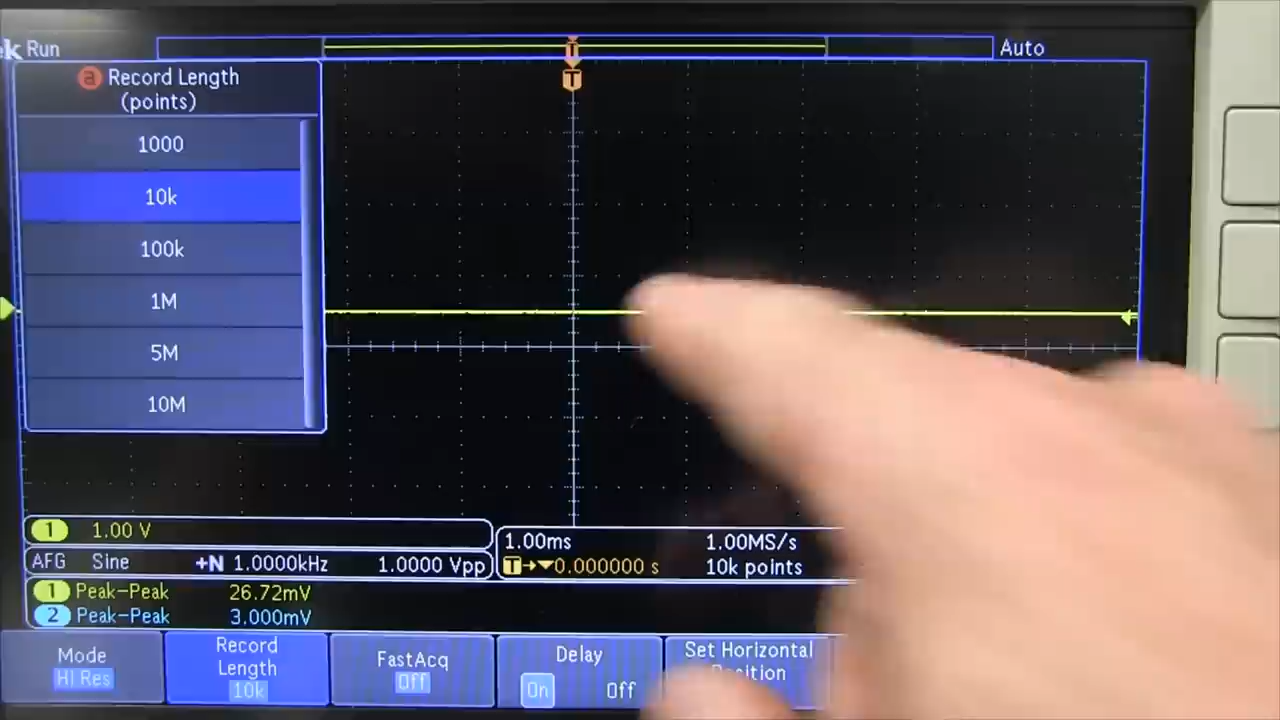 ek Run
T
Auto
a Record Length
(points)
T
1000
10k
100k
1M
5M
10M
1 1.00 V
AFG Sine +N 1.0000kHz 1.0000 Vpp
1.00ms 1.00MS/s
T→▼0.000000 s 10k points
1 Peak-Peak 26.72mV
2 Peak-Peak 3.000mV
Mode
HI Res
Record
Length
10k
FastAcq
Off
Delay
On Off
Set Horizontal